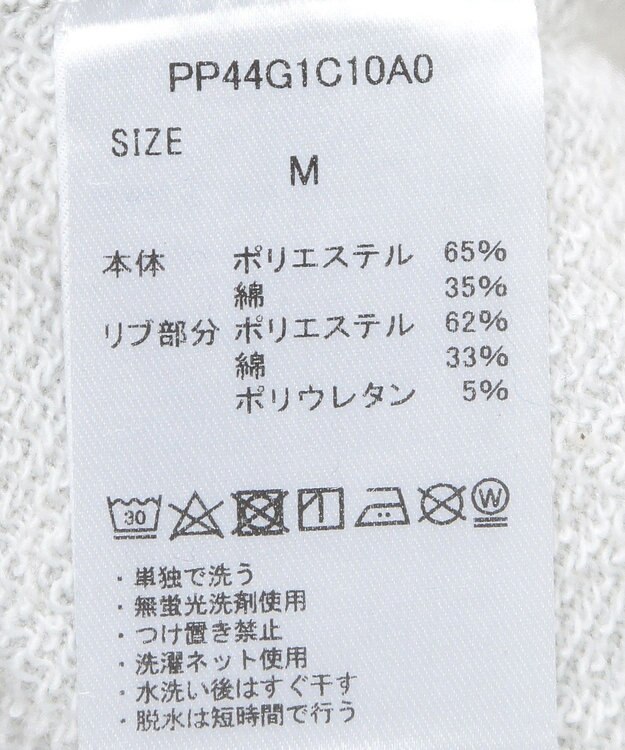 PP44G1C10A0
SIZE
M
本体 ポリエステル 65%
綿 35%
リブ部分 ポリエステル 62%
綿 33%
ポリウレタン 5%
30 W
・単独で洗う
・無蛍光洗剤使用
・つけ置き禁止
・洗濯ネット使用
・水洗い後はすぐ干す
・脱水は短時間で行う